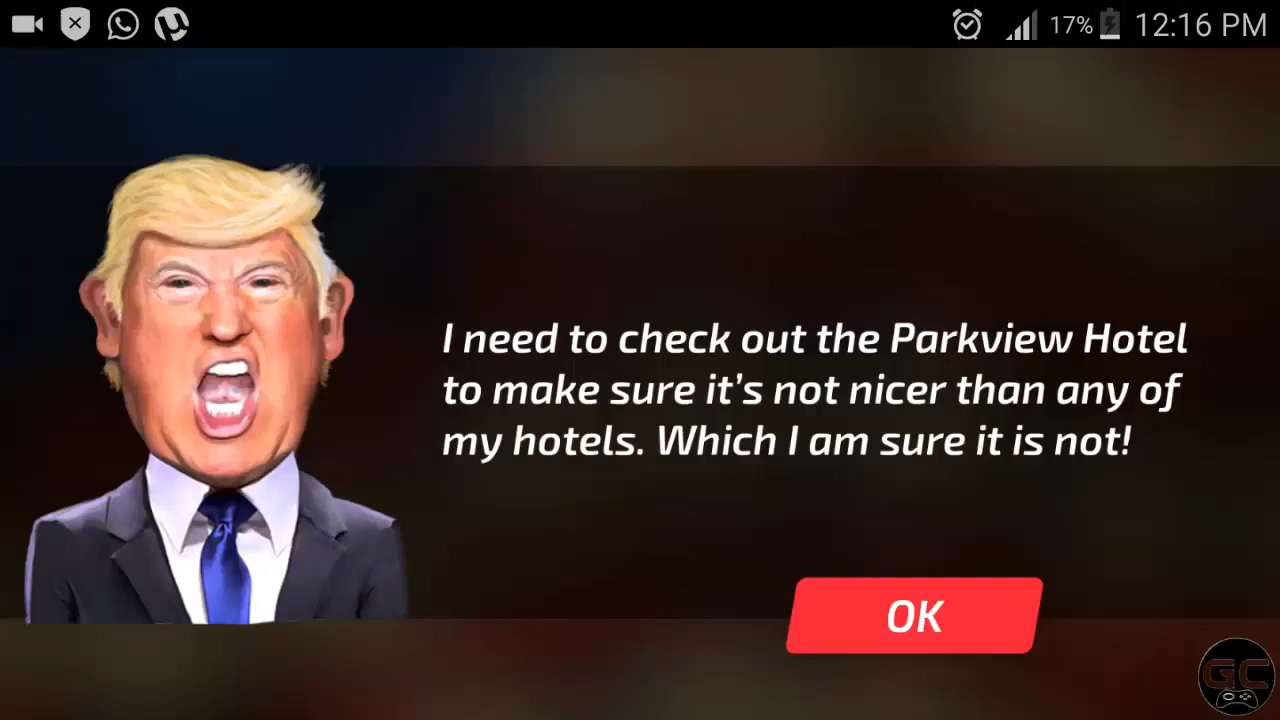 17% 12:16 PM
I need to check out the Parkview Hotel
to make sure it's not nicer than any of
my hotels. Which I am sure it is not!
OK
GC